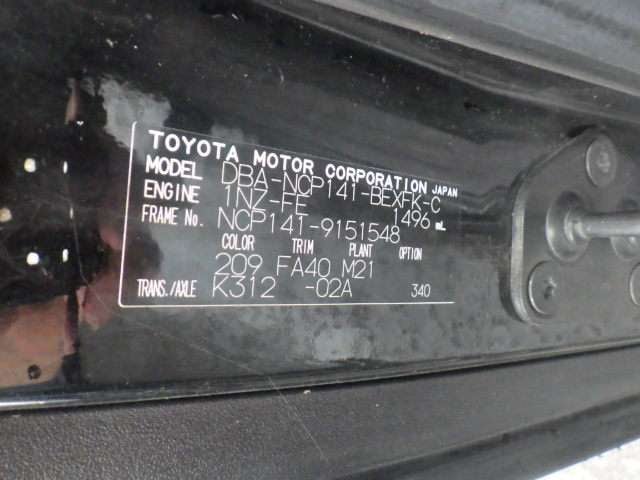 TOYOTA MOTOR CORPORATION JAPAN
MODEL DBA-NCP141-BEXFK-C
ENGINE 1NZ-FE 1496 mL
FRAME No. NCP141-9151548
COLOR TRIM PLANT OPTION
209 FA40 M21
TRANS./AXLE K312 -02A 340